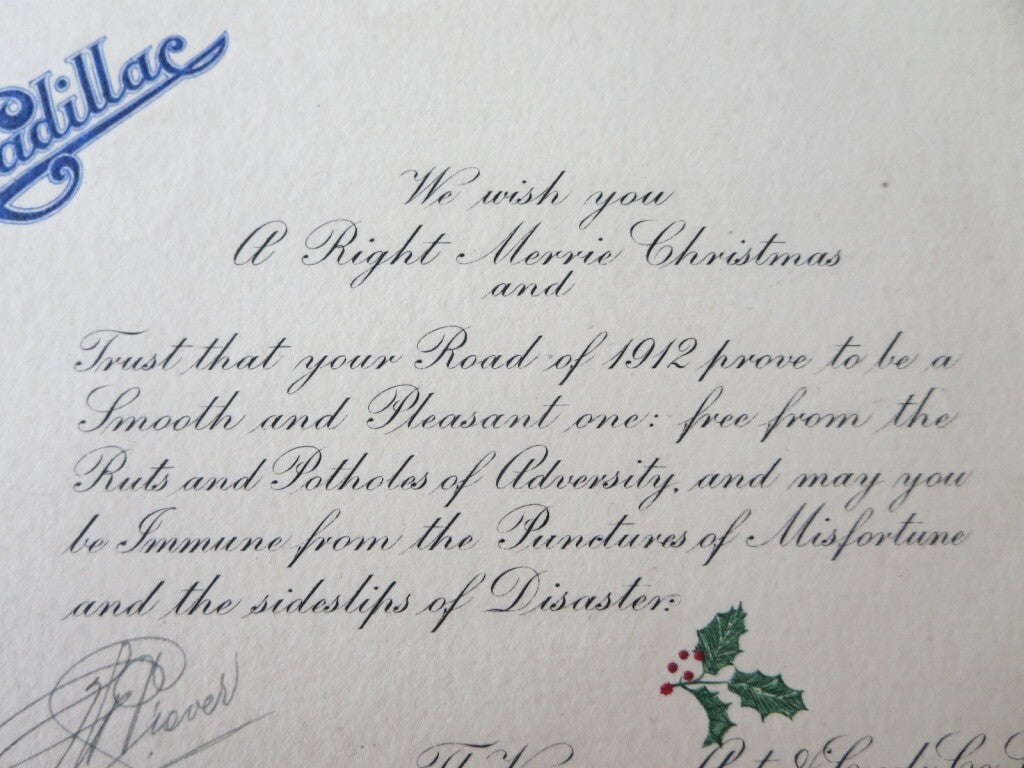 Cadillac
We wish you
A Right Merrie Christmas
and
Trust that your Road of 1912 prove to be a
Smooth and Pleasant one: free from the
Ruts and Potholes of Adversity, and may you
be Immune from the Punctures of Misfortune
and the sideslips of Disaster: